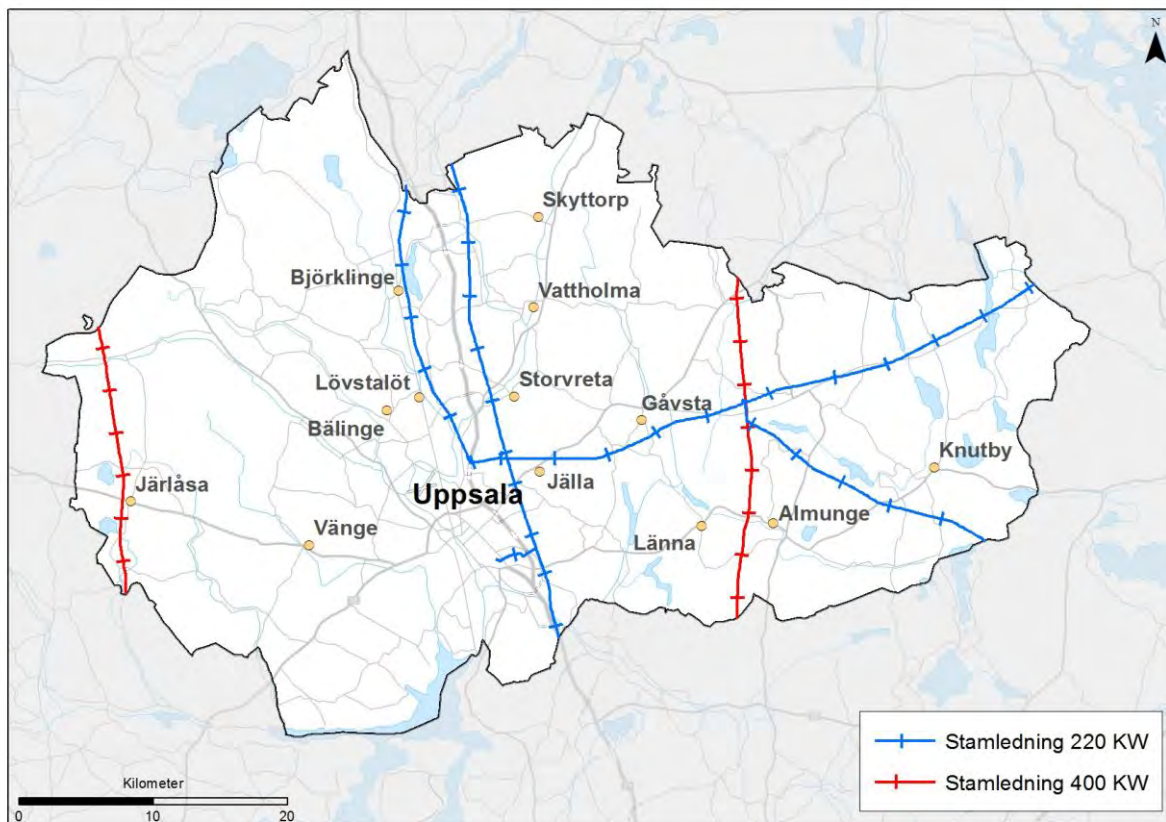 N
Skyttorp
Björklinge
Vattholma
Lövstalöt
Storvreta
Bälinge
Gåvsta
Knutby
Järlåsa
Uppsala
Jälla
Vänge
Länna
Almunge
Stamledning 220 KW
Stamledning 400 KW
Kilometer
0 10 20